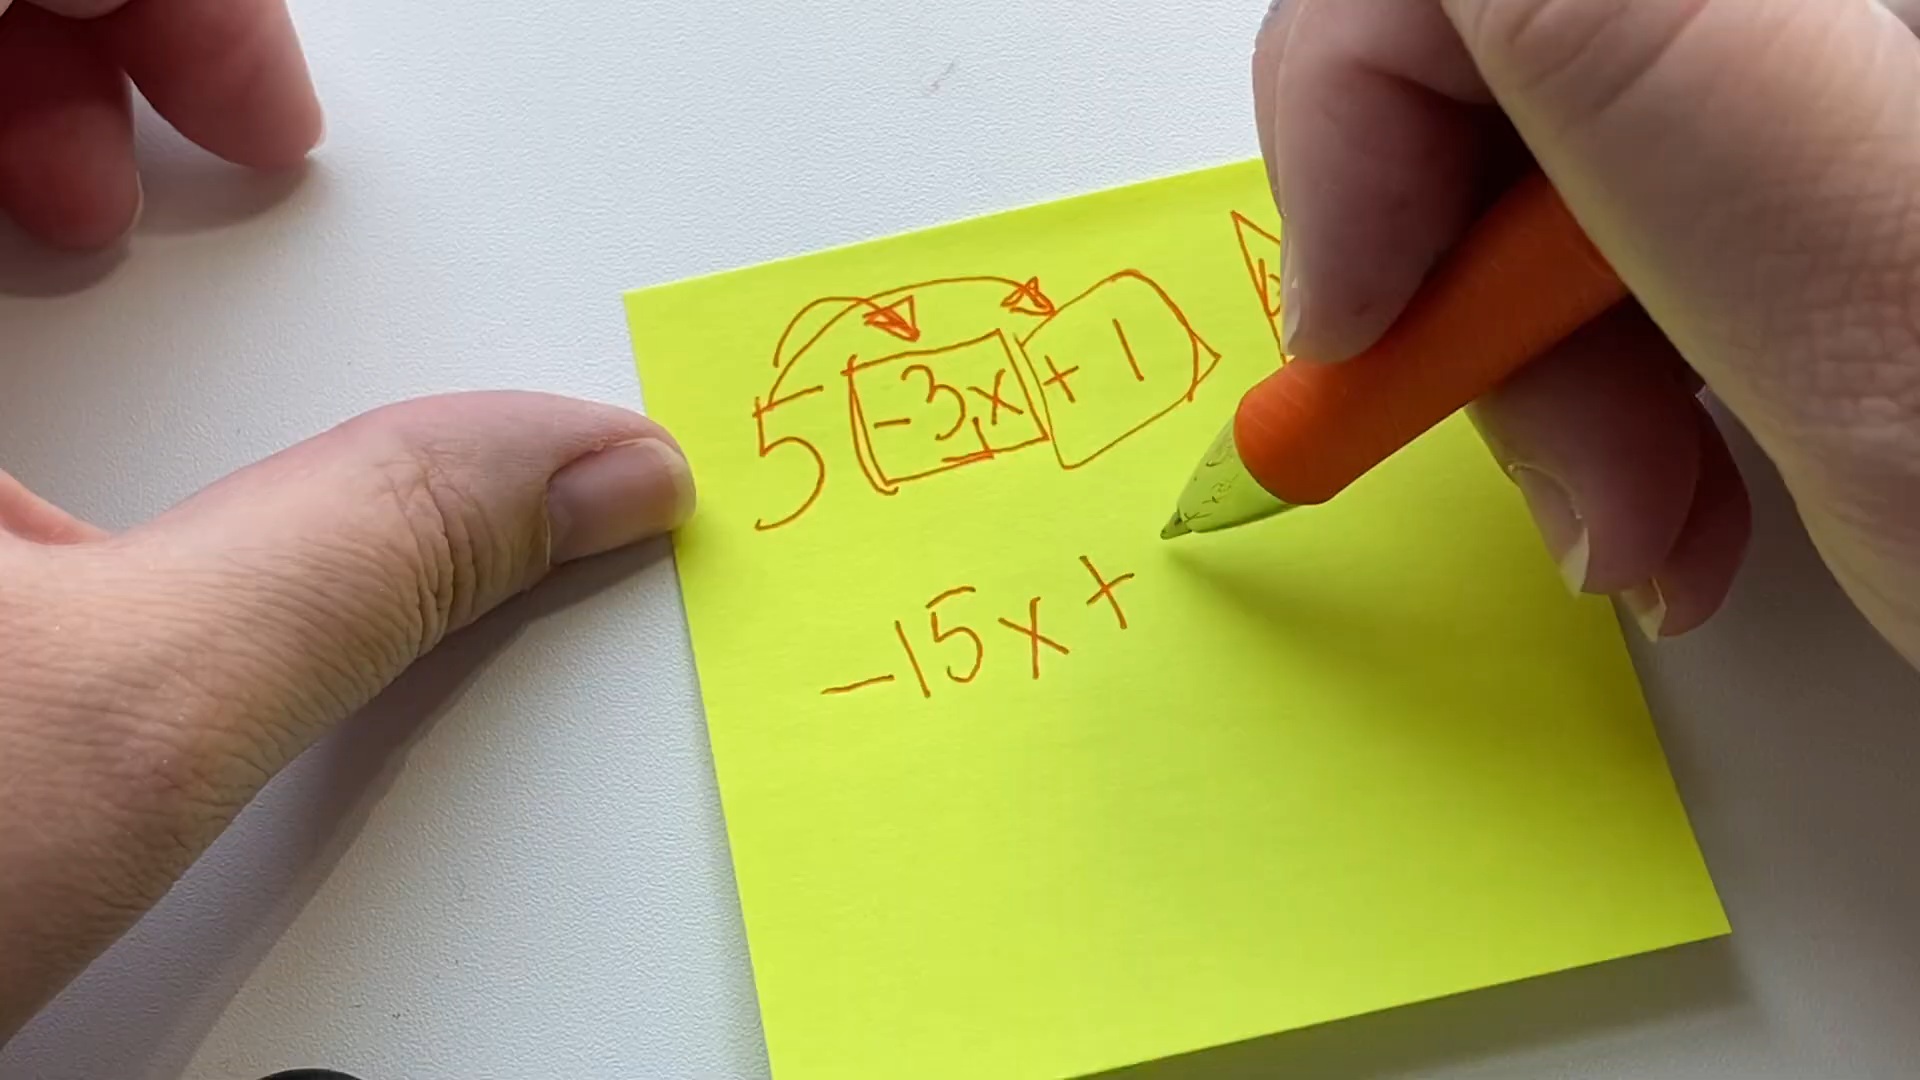 5(-3x + 1)
-15x +